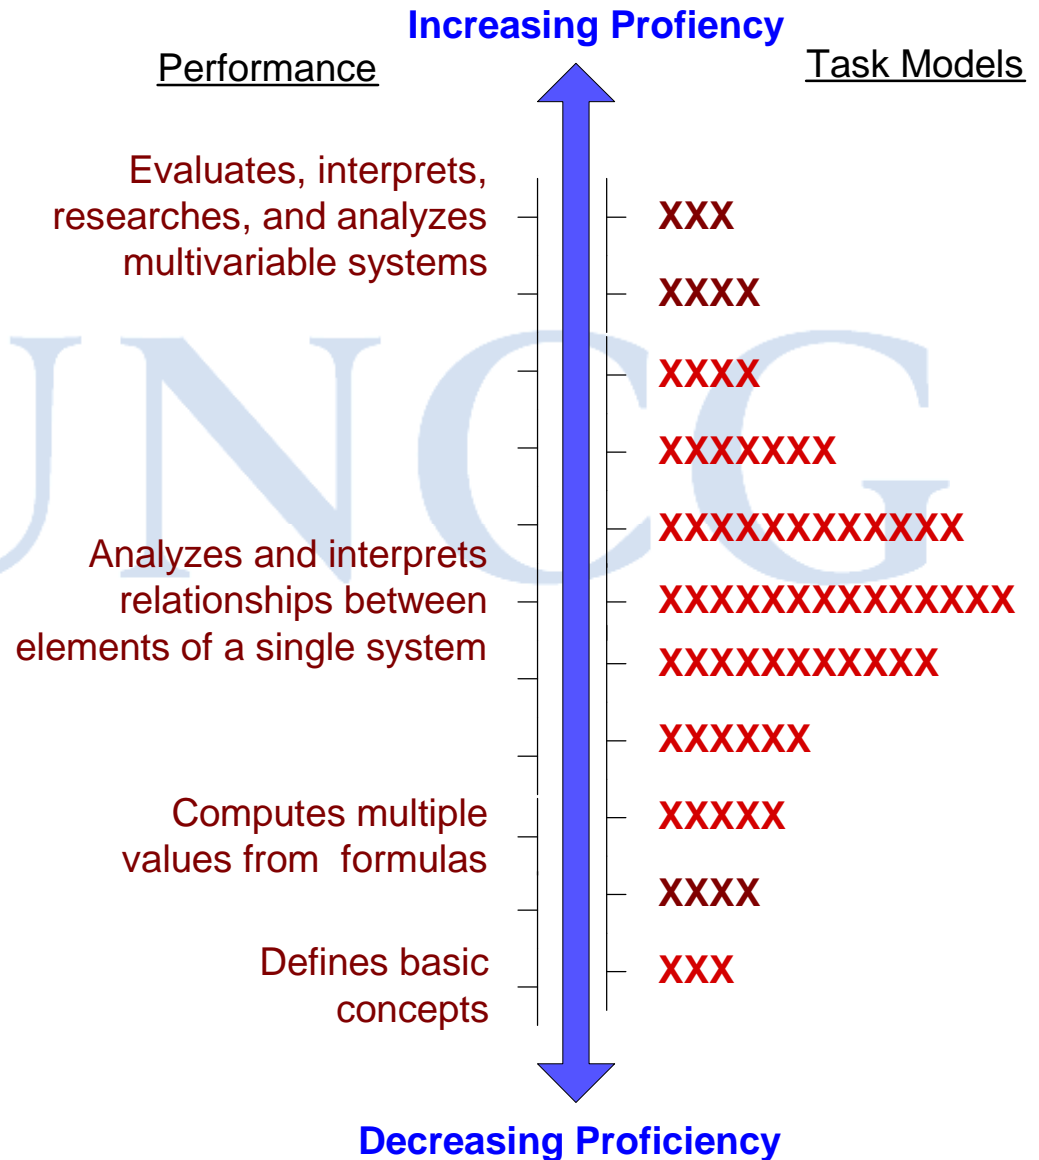 Increasing Profiency
Performance
Task Models
Evaluates, interprets,
researches, and analyzes
multivariable systems
XXX
XXXX
XXXX
XXXXXXX
XXXXXXXXXXXX
Analyzes and interprets
relationships between
elements of a single system
XXXXXXXXXXXXXX
XXXXXXXXXXX
XXXXXX
Computes multiple
values from formulas
XXXXX
XXXX
Defines basic
concepts
XXX
Decreasing Proficiency
UNCG